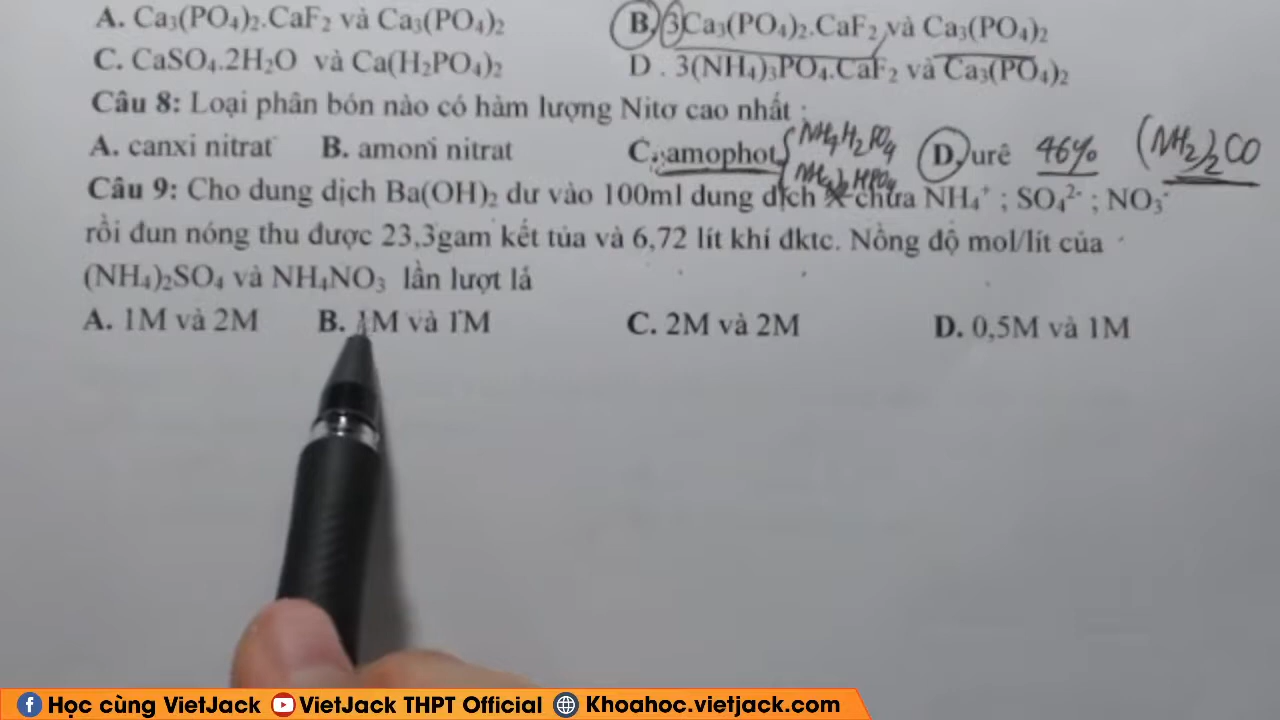 A. Ca₃(PO₄)₂.CaF₂ và Ca₃(PO₄)₂ B. 3Ca₃(PO₄)₂.CaF₂ và Ca₃(PO₄)₂
C. CaSO₄.2H₂O và Ca(H₂PO₄)₂ D . 3(NH₄)₃PO₄.CaF₂ và Ca₃(PO₄)₂
Câu 8: Loại phân bón nào có hàm lượng Nitơ cao nhất :
A. canxi nitrat B. amoni nitrat C. amophot { NH₄H₂PO₄ (NH₄)₂HPO₄ D. urê 46% (NH₂)₂CO
Câu 9: Cho dung dịch Ba(OH)₂ dư vào 100ml dung dịch X chứa NH₄⁺ ; SO₄²⁻ ; NO₃⁻
rồi đun nóng thu được 23,3gam kết tủa và 6,72 lít khí đktc. Nồng độ mol/lít của
(NH₄)₂SO₄ và NH₄NO₃ lần lượt lả
A. 1M và 2M B. 1M và 1M C. 2M và 2M D. 0,5M và 1M
Học cùng VietJack VietJack THPT Official Khoahoc.vietjack.com